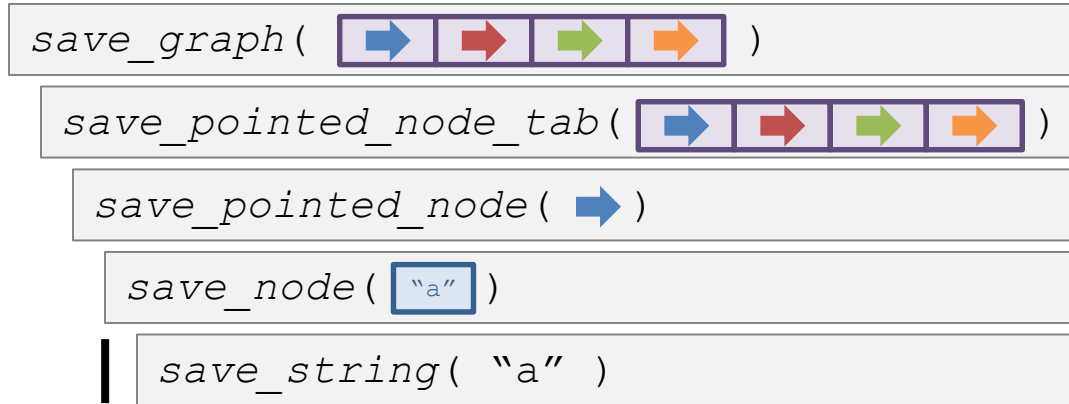 save_graph( )
save_pointed_node_tab( )
save_pointed_node( )
save_node( “a” )
save_string( “a” )